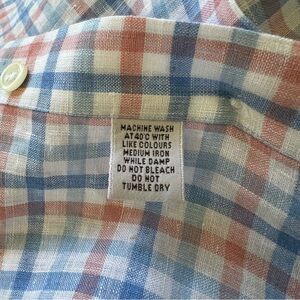 MACHINE WASH
AT 40°C WITH
LIKE COLOURS
MEDIUM IRON
WHILE DAMP
DO NOT BLEACH
DO NOT
TUMBLE DRY